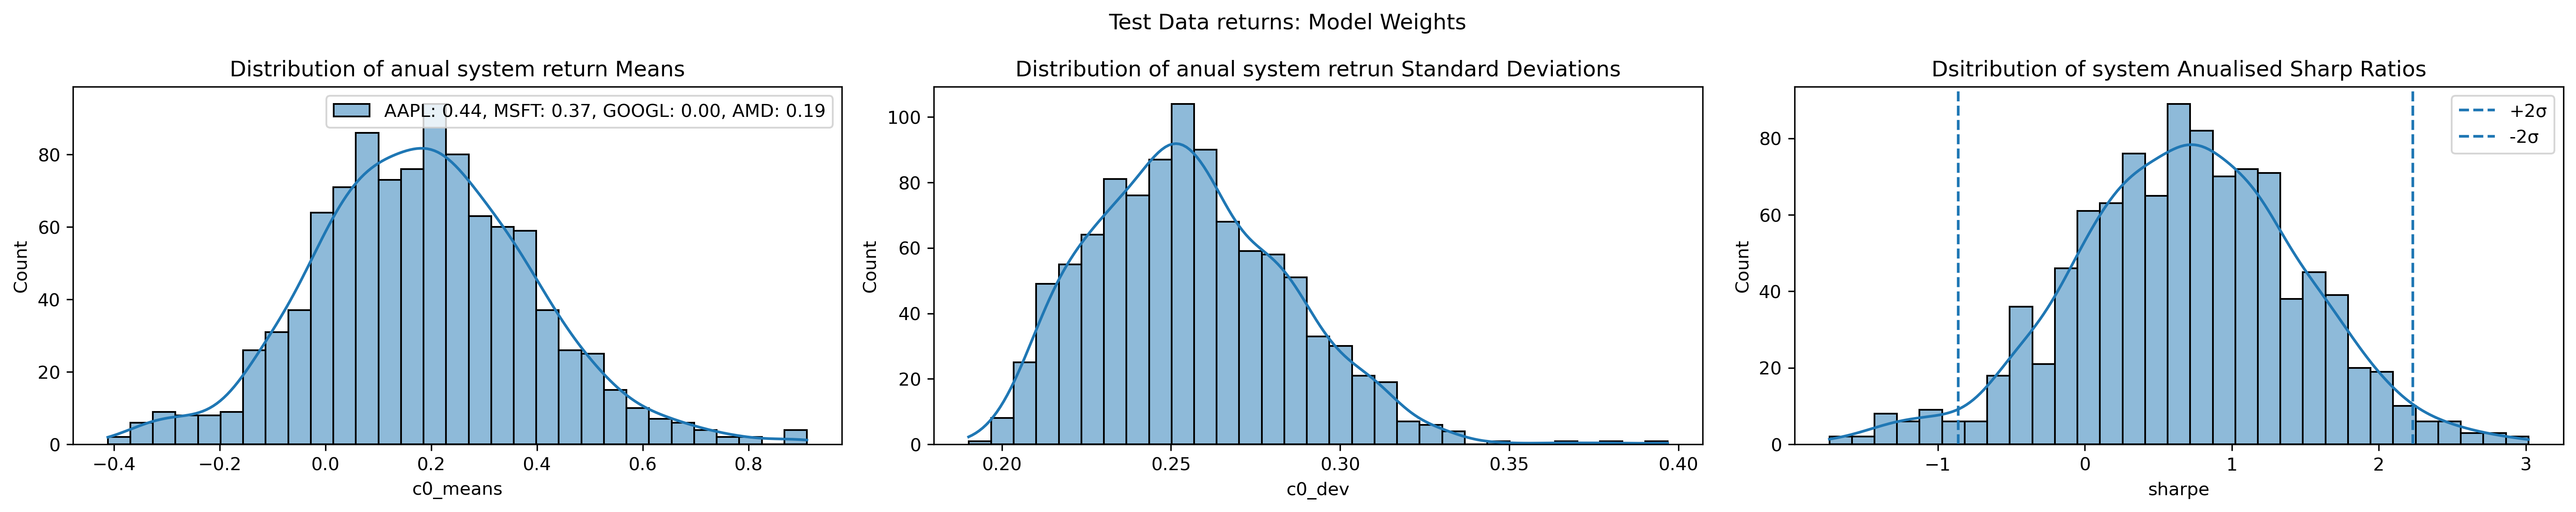 Test Data returns: Model Weights
Distribution of anual system return Means
AAPL: 0.44, MSFT: 0.37, GOOGL: 0.00, AMD: 0.19
Count
80
60
40
20
0
−0.4 −0.2 0.0 0.2 0.4 0.6 0.8
c0_means
Distribution of anual system retrun Standard Deviations
Count
100
80
60
40
20
0
0.20 0.25 0.30 0.35 0.40
c0_dev
Dsitribution of system Anualised Sharp Ratios
+2σ
-2σ
Count
80
60
40
20
0
−1 0 1 2 3
sharpe